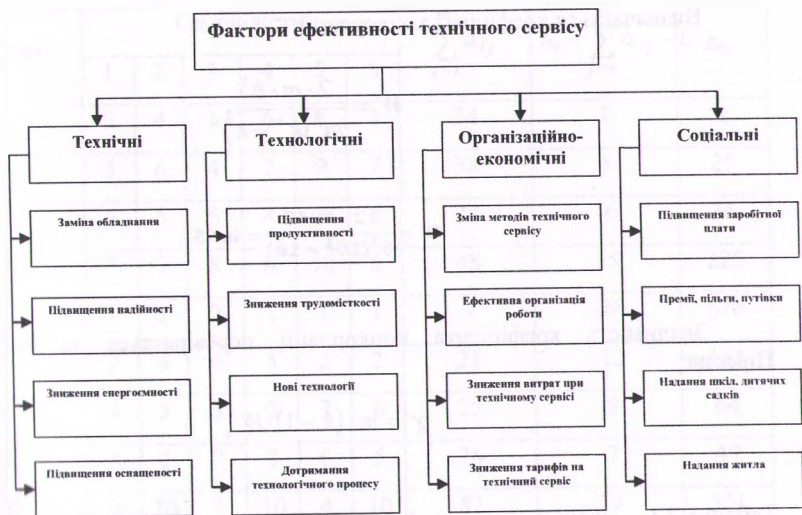 Фактори ефективності технічного сервісу
Технічні
Заміна обладнання
Підвищення надійності
Зниження енергоємності
Підвищення оснащеності
Технологічні
Підвищення
продуктивності
Зниження трудомісткості
Нові технології
Дотримання
технологічного процесу
Організаційно-
економічні
Зміна методів технічного
сервісу
Ефективна організація
роботи
Зниження витрат при
технічному сервісі
Зниження тарифів на
технічний сервіс
Соціальні
Підвищення заробітної
плати
Премії, пільги, путівки
Надання шкіл, дитячих
садків
Надання житла